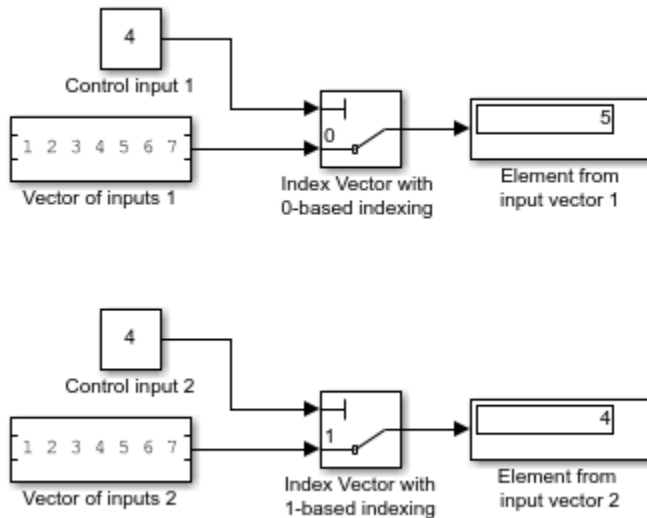 4
Control input 1
1 2 3 4 5 6 7
Vector of inputs 1
0
Index Vector with
0-based indexing
5
Element from
input vector 1
4
Control input 2
1 2 3 4 5 6 7
Vector of inputs 2
1
Index Vector with
1-based indexing
4
Element from
input vector 2